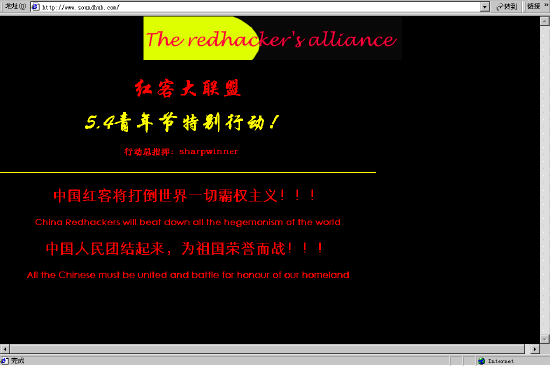 地址(D) http://www.soundhnh.com/ 转到 链接 »
The redhacker's alliance
红客大联盟
5.4青年节特别行动!
行动总指挥：sharpwinner
中国红客将打倒世界一切霸权主义！！！
China Redhackers will beat down all the hegemonism of the world
中国人民团结起来，为祖国荣誉而战！！！
All the Chinese must be united and battle for honour of our homeland
完成 Internet